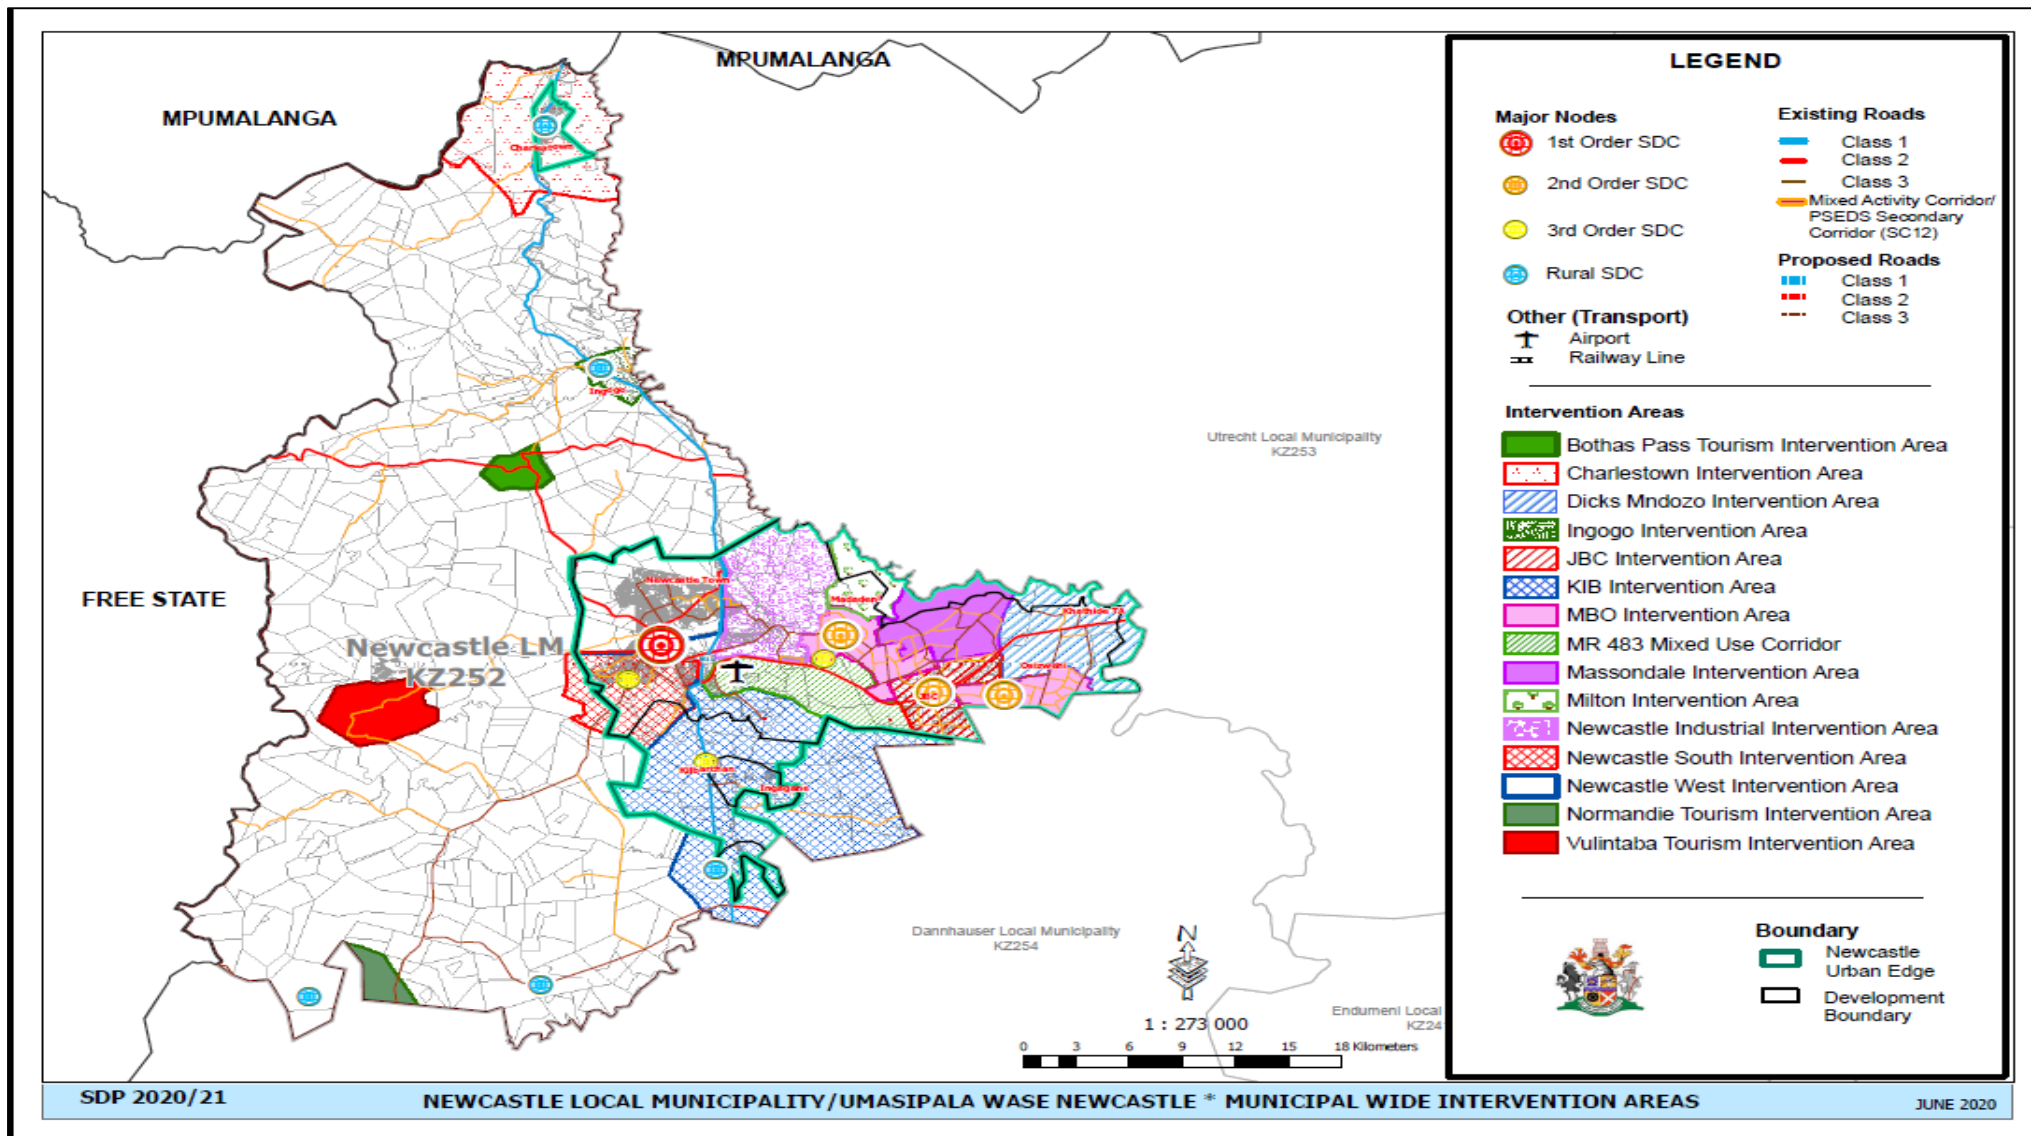 MPUMALANGA
MPUMALANGA
Charlestown
Ingogo
Utrecht Local Municipality
KZ253
FREE STATE
Newcastle Town
Madadeni
Khathide TA
Newcastle LM
KZ252
Osizweni
JBC
Kilbarchan
Ingagane
Dannhauser Local Municipality
KZ254
Endumeni Local
KZ24
N
1 : 273 000
0 3 6 9 12 15 18 Kilometers
LEGEND
Major Nodes
1st Order SDC
2nd Order SDC
3rd Order SDC
Rural SDC
Other (Transport)
Airport
Railway Line
Existing Roads
Class 1
Class 2
Class 3
Mixed Activity Corridor/
PSEDS Secondary
Corridor (SC12)
Proposed Roads
Class 1
Class 2
Class 3
Intervention Areas
Bothas Pass Tourism Intervention Area
Charlestown Intervention Area
Dicks Mndozo Intervention Area
Ingogo Intervention Area
JBC Intervention Area
KIB Intervention Area
MBO Intervention Area
MR 483 Mixed Use Corridor
Massondale Intervention Area
Milton Intervention Area
Newcastle Industrial Intervention Area
Newcastle South Intervention Area
Newcastle West Intervention Area
Normandie Tourism Intervention Area
Vulintaba Tourism Intervention Area
Boundary
Newcastle
Urban Edge
Development
Boundary
SDP 2020/21
NEWCASTLE LOCAL MUNICIPALITY/UMASIPALA WASE NEWCASTLE * MUNICIPAL WIDE INTERVENTION AREAS
JUNE 2020